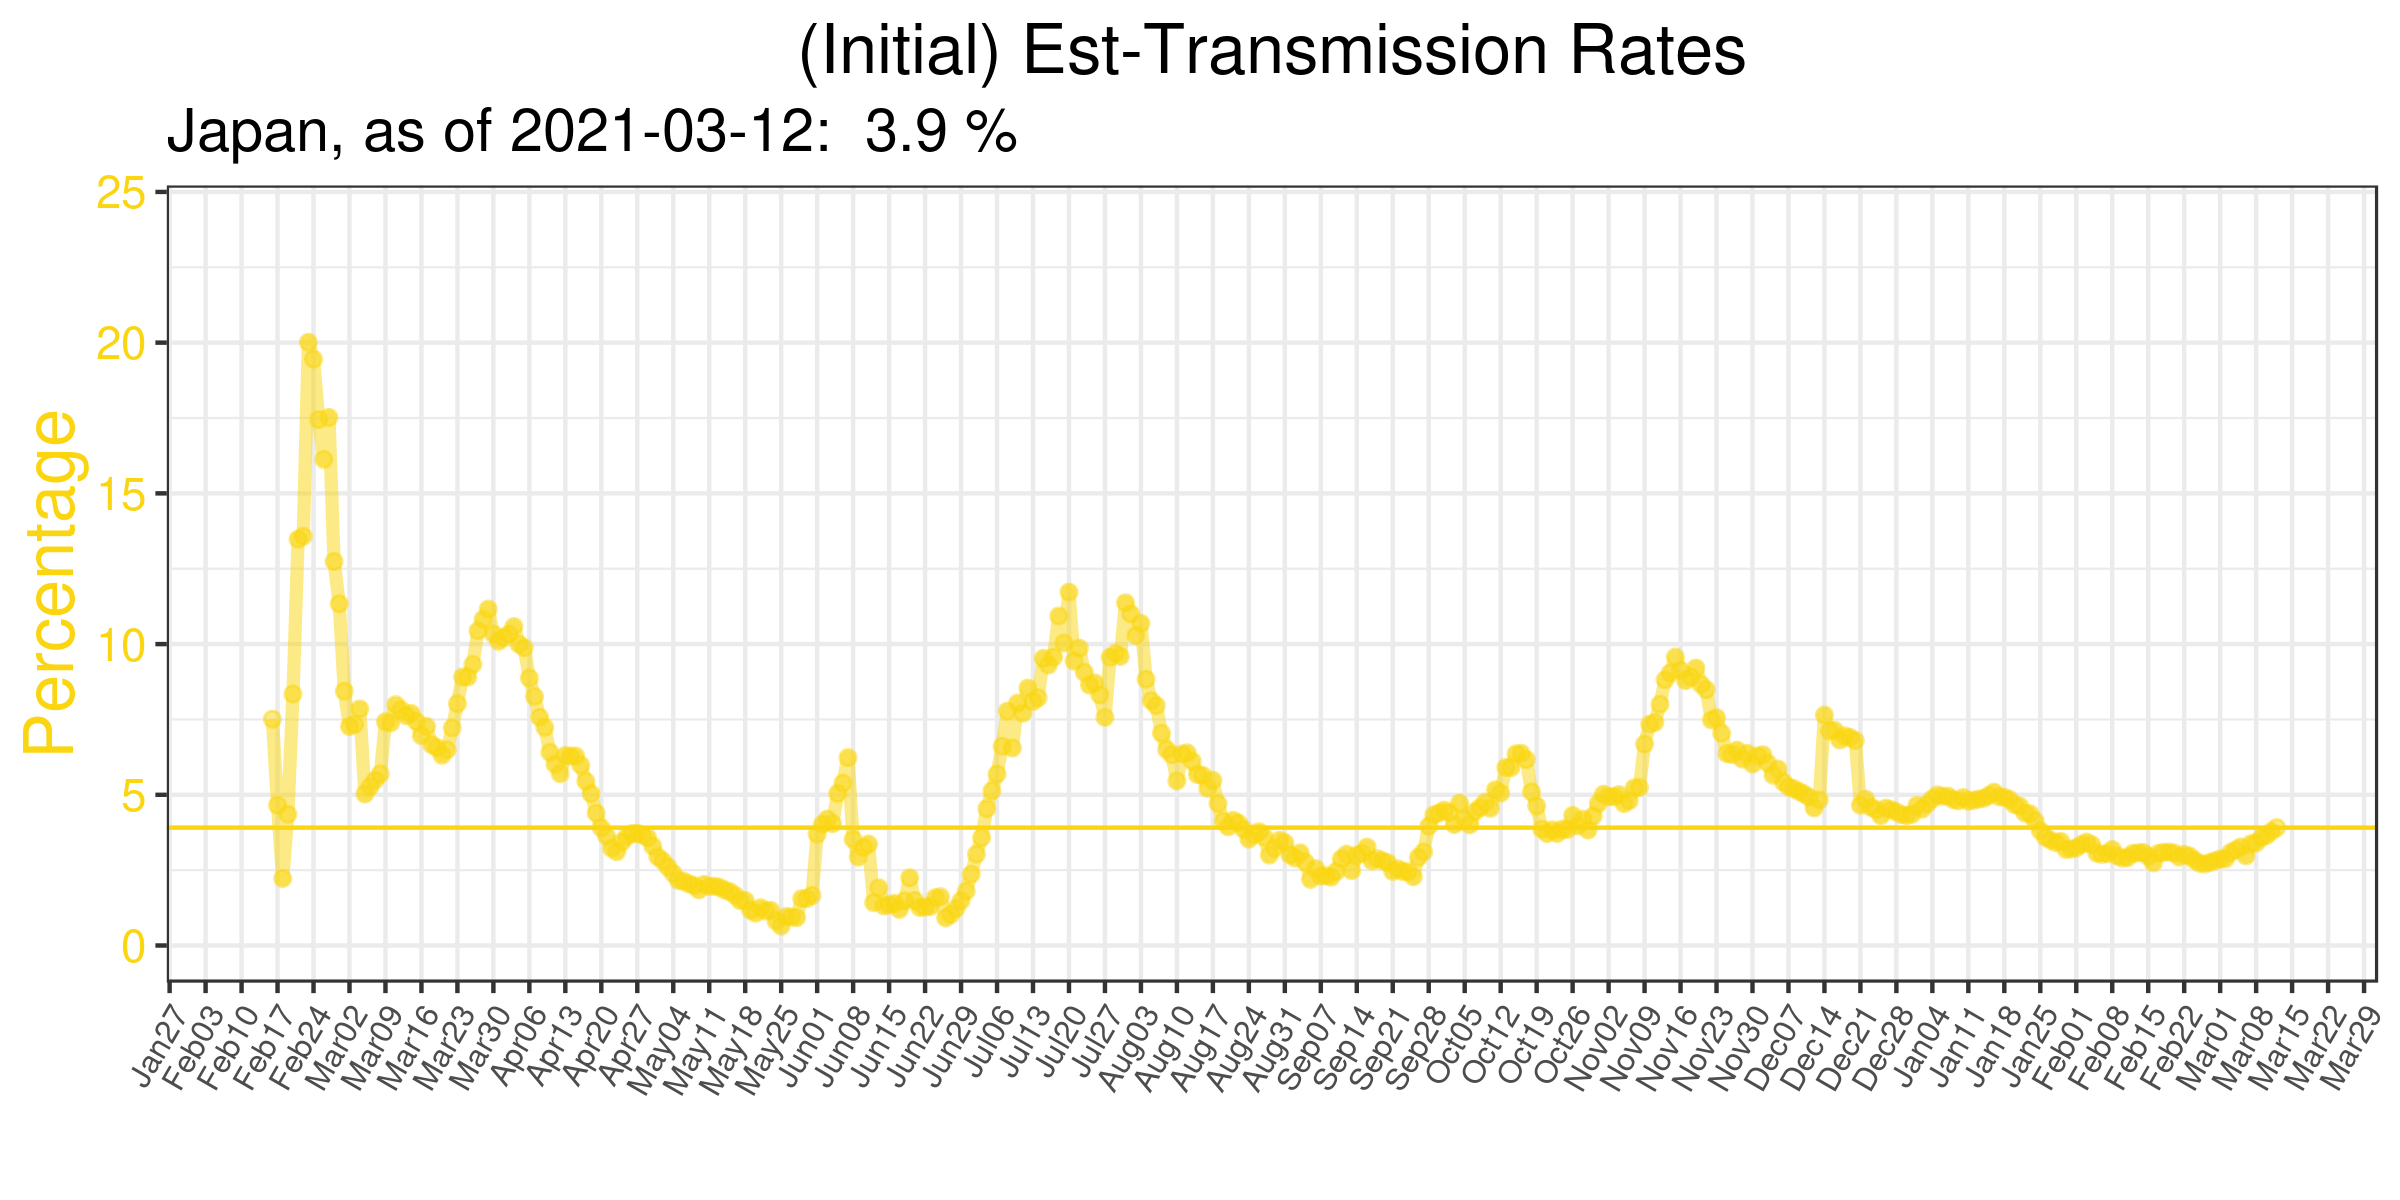 (Initial) Est-Transmission Rates
Japan, as of 2021-03-12:  3.9 %
Percentage
25
20
15
10
5
0
Jan27 Feb03 Feb10 Feb17 Feb24 Mar02 Mar09 Mar16 Mar23 Mar30 Apr06 Apr13 Apr20 Apr27 May04 May11 May18 May25 Jun01 Jun08 Jun15 Jun22 Jun29 Jul06 Jul13 Jul20 Jul27 Aug03 Aug10 Aug17 Aug24 Aug31 Sep07 Sep14 Sep21 Sep28 Oct05 Oct12 Oct19 Oct26 Nov02 Nov09 Nov16 Nov23 Nov30 Dec07 Dec14 Dec21 Dec28 Jan04 Jan11 Jan18 Jan25 Feb01 Feb08 Feb15 Feb22 Mar01 Mar08 Mar15 Mar22 Mar29